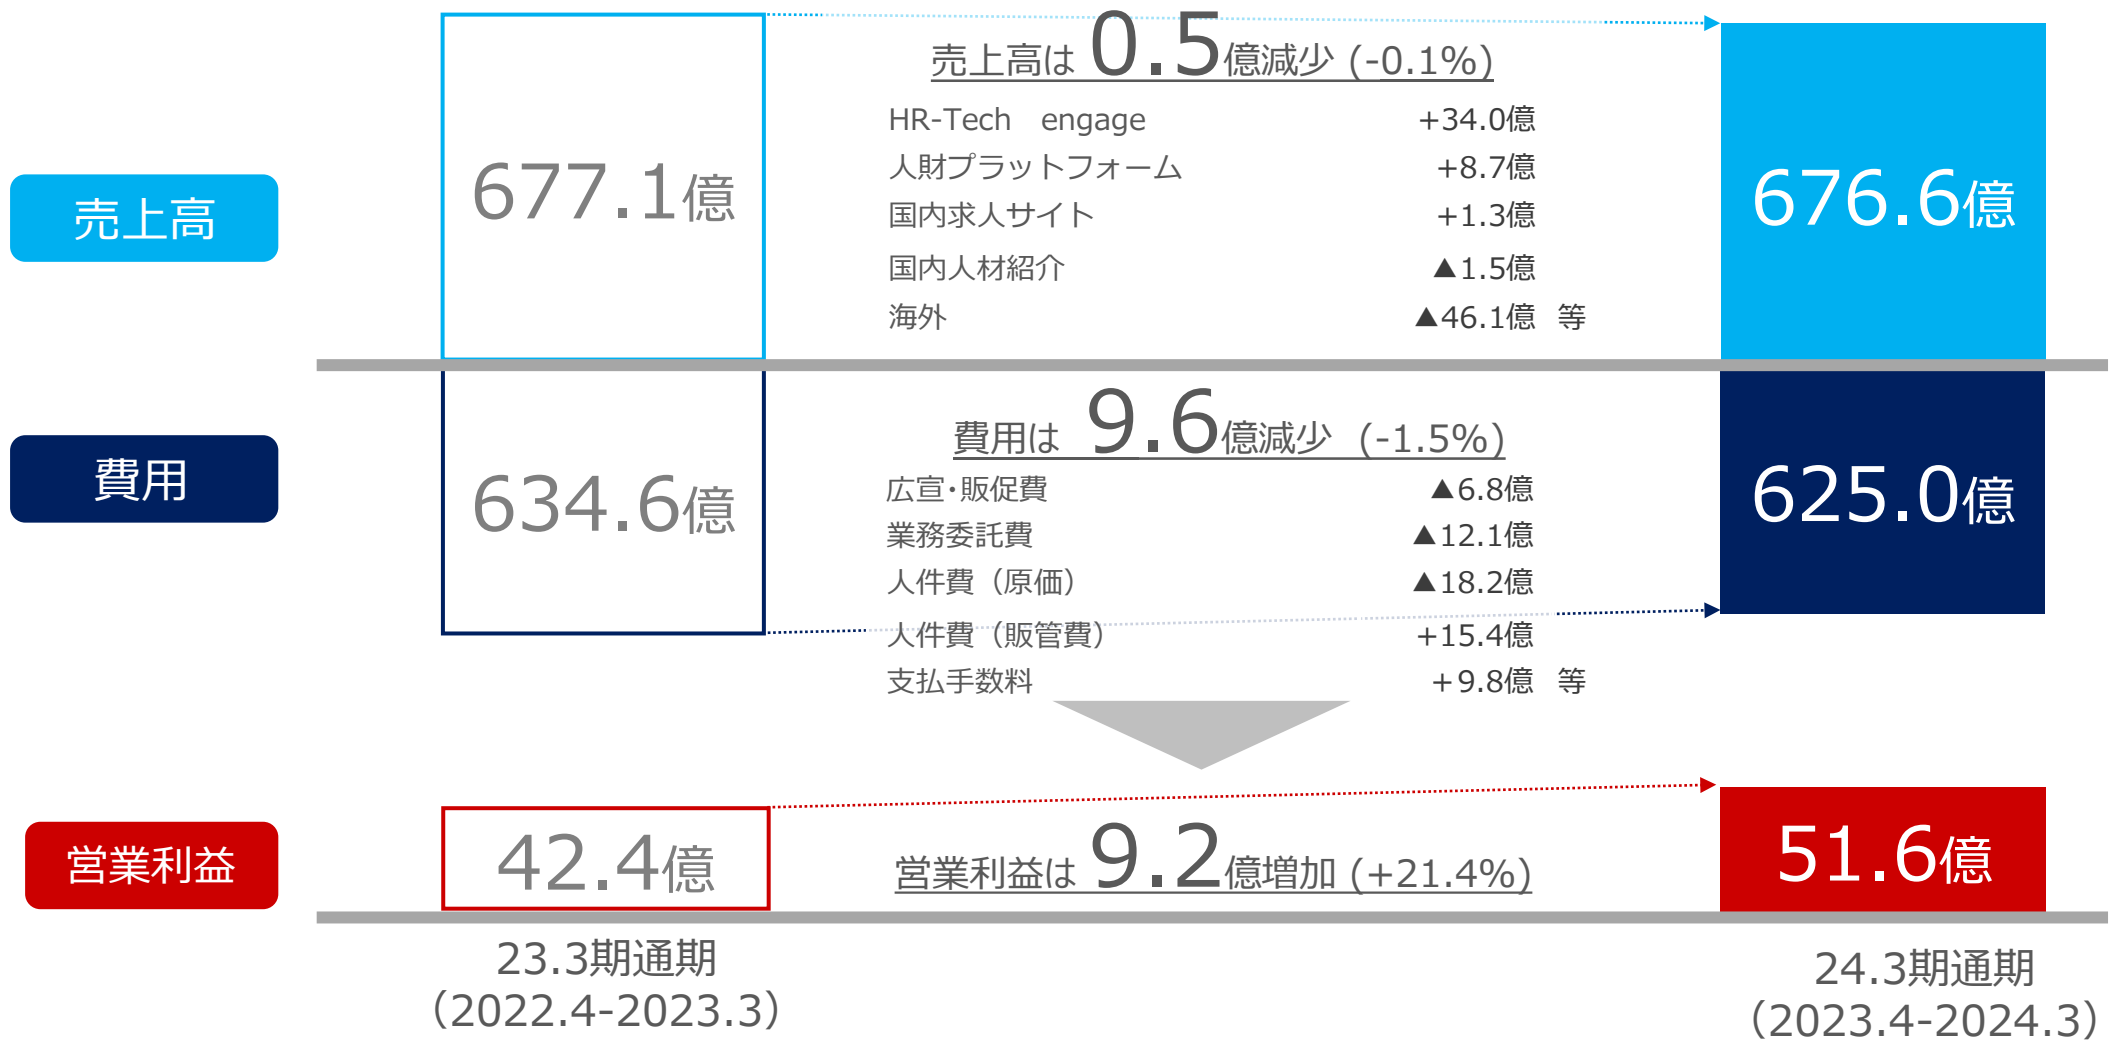 売上高は 0.5億減少 (-0.1%)
HR-Tech　engage +34.0億
人財プラットフォーム +8.7億
国内求人サイト +1.3億
国内人材紹介 ▲1.5億
海外 ▲46.1億 等
売上高
677.1億
676.6億
費用は 9.6億減少 (-1.5%)
広宣・販促費 ▲6.8億
業務委託費 ▲12.1億
人件費（原価） ▲18.2億
人件費（販管費） +15.4億
支払手数料 +9.8億 等
費用
634.6億
625.0億
営業利益
42.4億
営業利益は 9.2億増加 (+21.4%)
51.6億
23.3期通期
（2022.4-2023.3）
24.3期通期
（2023.4-2024.3）